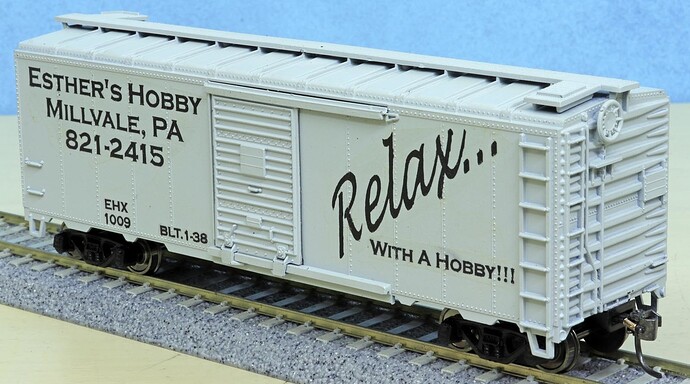 Esther's Hobby
Millvale, PA
821-2415
EHX
1009
BLT.1-38
Relax...
With A Hobby!!!